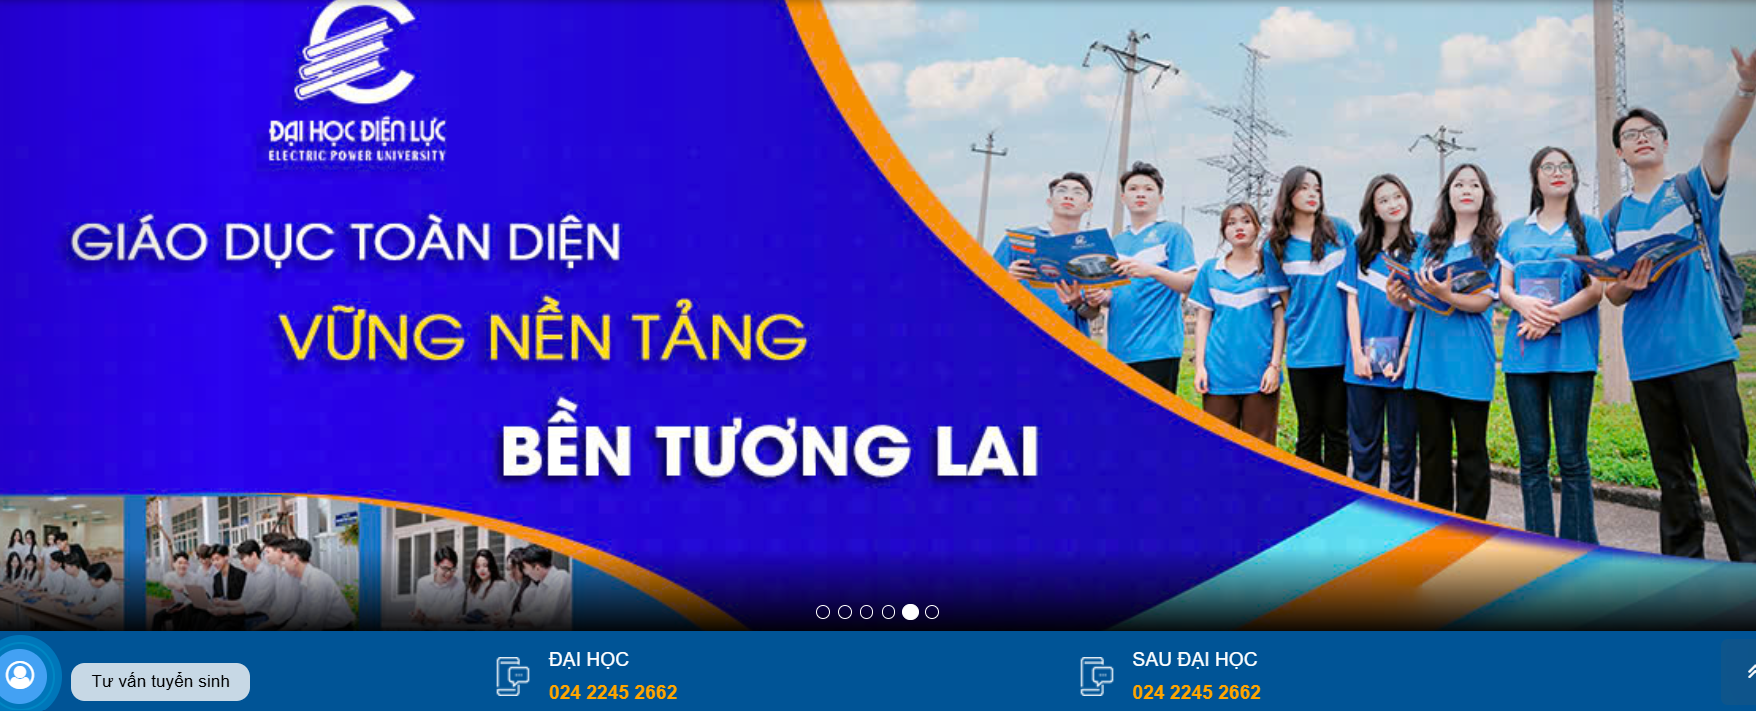 ĐẠI HỌC ĐIỆN LỰC
ELECTRIC POWER UNIVERSITY
GIÁO DỤC TOÀN DIỆN
VỮNG NỀN TẢNG
BỀN TƯƠNG LAI
Tư vấn tuyển sinh
ĐẠI HỌC
024 2245 2662
SAU ĐẠI HỌC
024 2245 2662